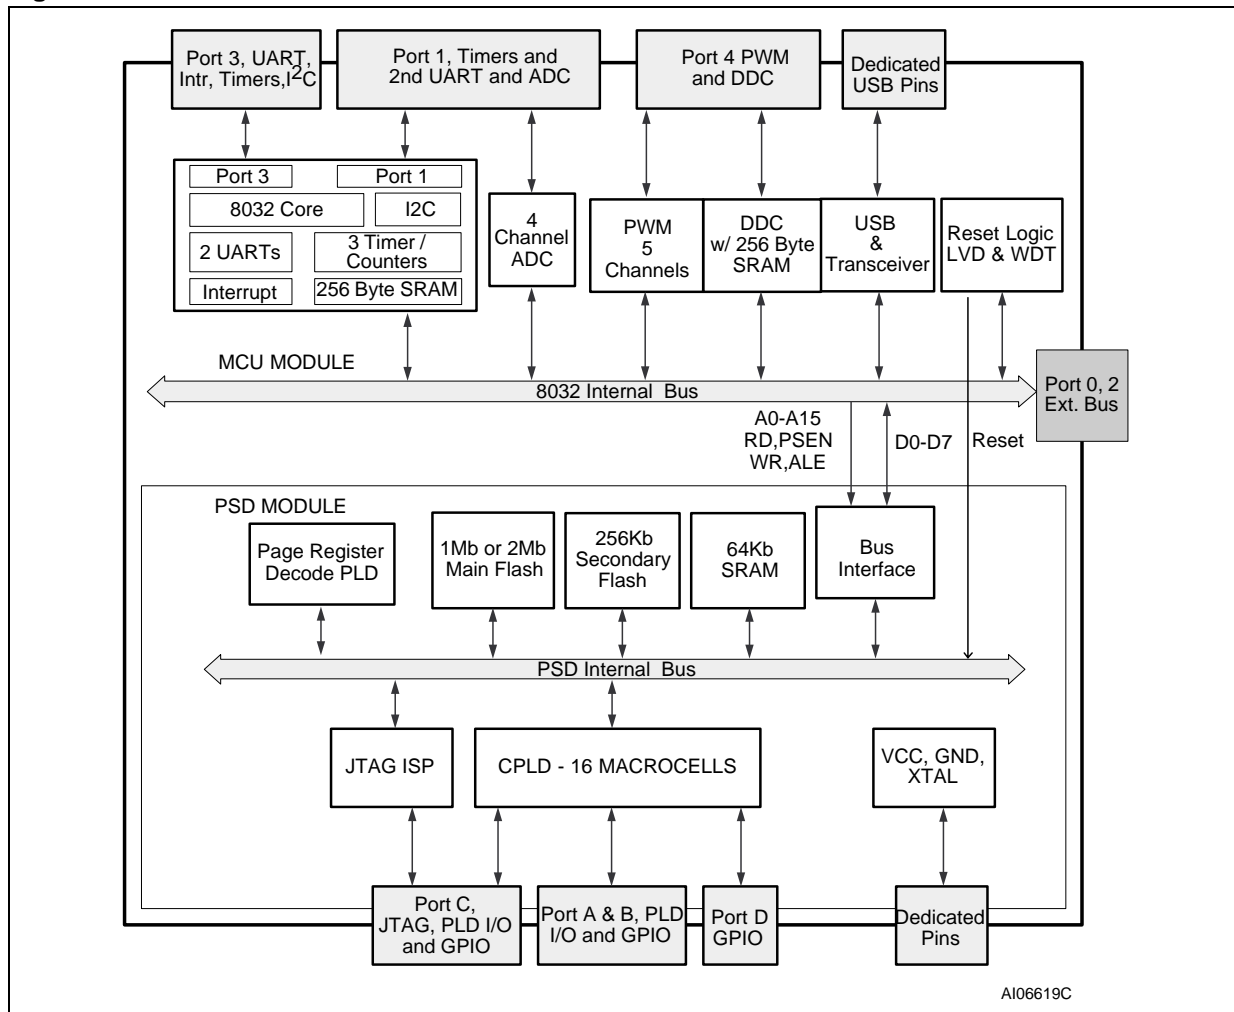 Port 3, UART,
Intr, Timers,I2C
Port 1, Timers and
2nd UART and ADC
Port 4 PWM
and DDC
Dedicated
USB Pins
Port 3
Port 1
8032 Core
I2C
2 UARTs
3 Timer /
Counters
Interrupt
256 Byte SRAM
4
Channel
ADC
PWM
5
Channels
DDC
w/ 256 Byte
SRAM
USB
&
Transceiver
Reset Logic
LVD & WDT
MCU MODULE
8032 Internal Bus
Port 0, 2
Ext. Bus
A0-A15
RD,PSEN
WR,ALE
D0-D7
Reset
PSD MODULE
Page Register
Decode PLD
1Mb or 2Mb
Main Flash
256Kb
Secondary
Flash
64Kb
SRAM
Bus
Interface
PSD Internal Bus
JTAG ISP
CPLD - 16 MACROCELLS
VCC, GND,
XTAL
Port C,
JTAG, PLD I/O
and GPIO
Port A & B, PLD
I/O and GPIO
Port D
GPIO
Dedicated
Pins
AI06619C